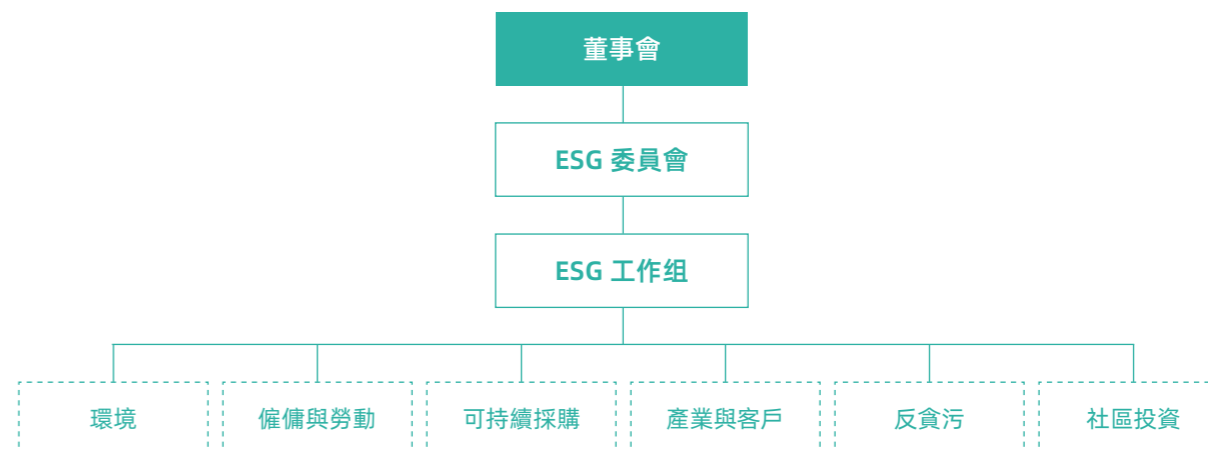 董事會
ESG 委員會
ESG 工作组
環境
僱傭與勞動
可持續採購
產業與客戶
反貪污
社區投資